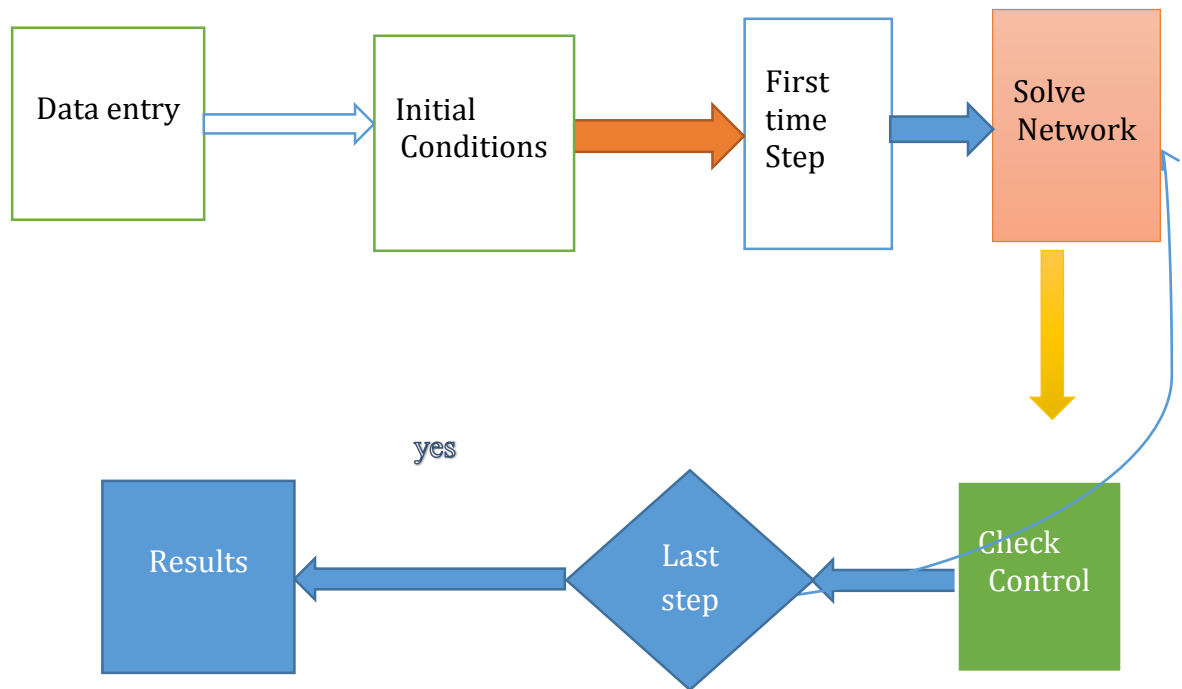 Data entry
Initial
Conditions
First
time
Step
Solve
Network
yes
Results
Last
step
Check
Control